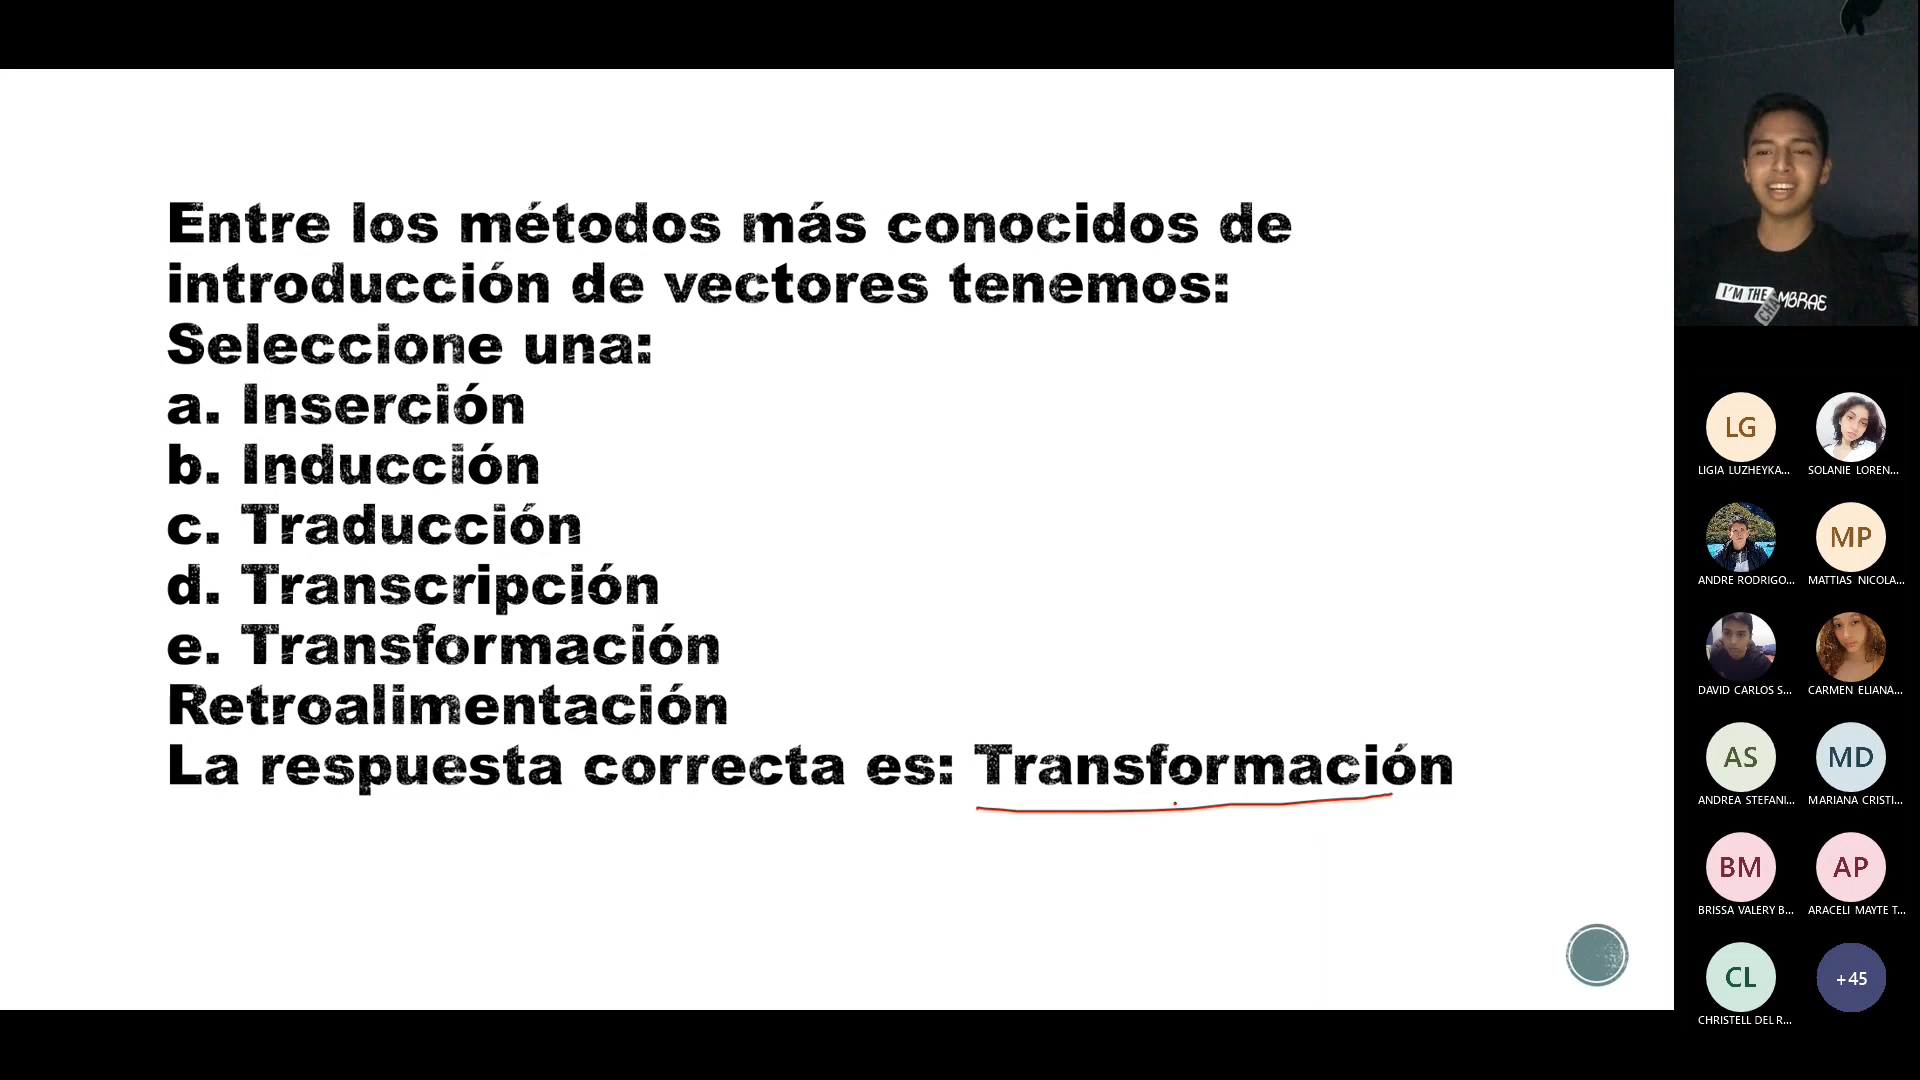 Entre los métodos más conocidos de
introducción de vectores tenemos:
Seleccione una:
a. Inserción
b. Inducción
c. Traducción
d. Transcripción
e. Transformación
Retroalimentación
La respuesta correcta es: Transformación
I'M THE
MBRAE
LG
LIGIA LUZHEYKA...
SOLANIE LOREN...
ANDRE RODRIGO...
MP
MATTIAS NICOLA...
DAVID CARLOS S...
CARMEN ELIANA...
AS
ANDREA STEFANI...
MD
MARIANA CRISTI...
BM
BRISSA VALERY B...
AP
ARACELI MAYTE T...
CL
CHRISTELL DEL R...
+45